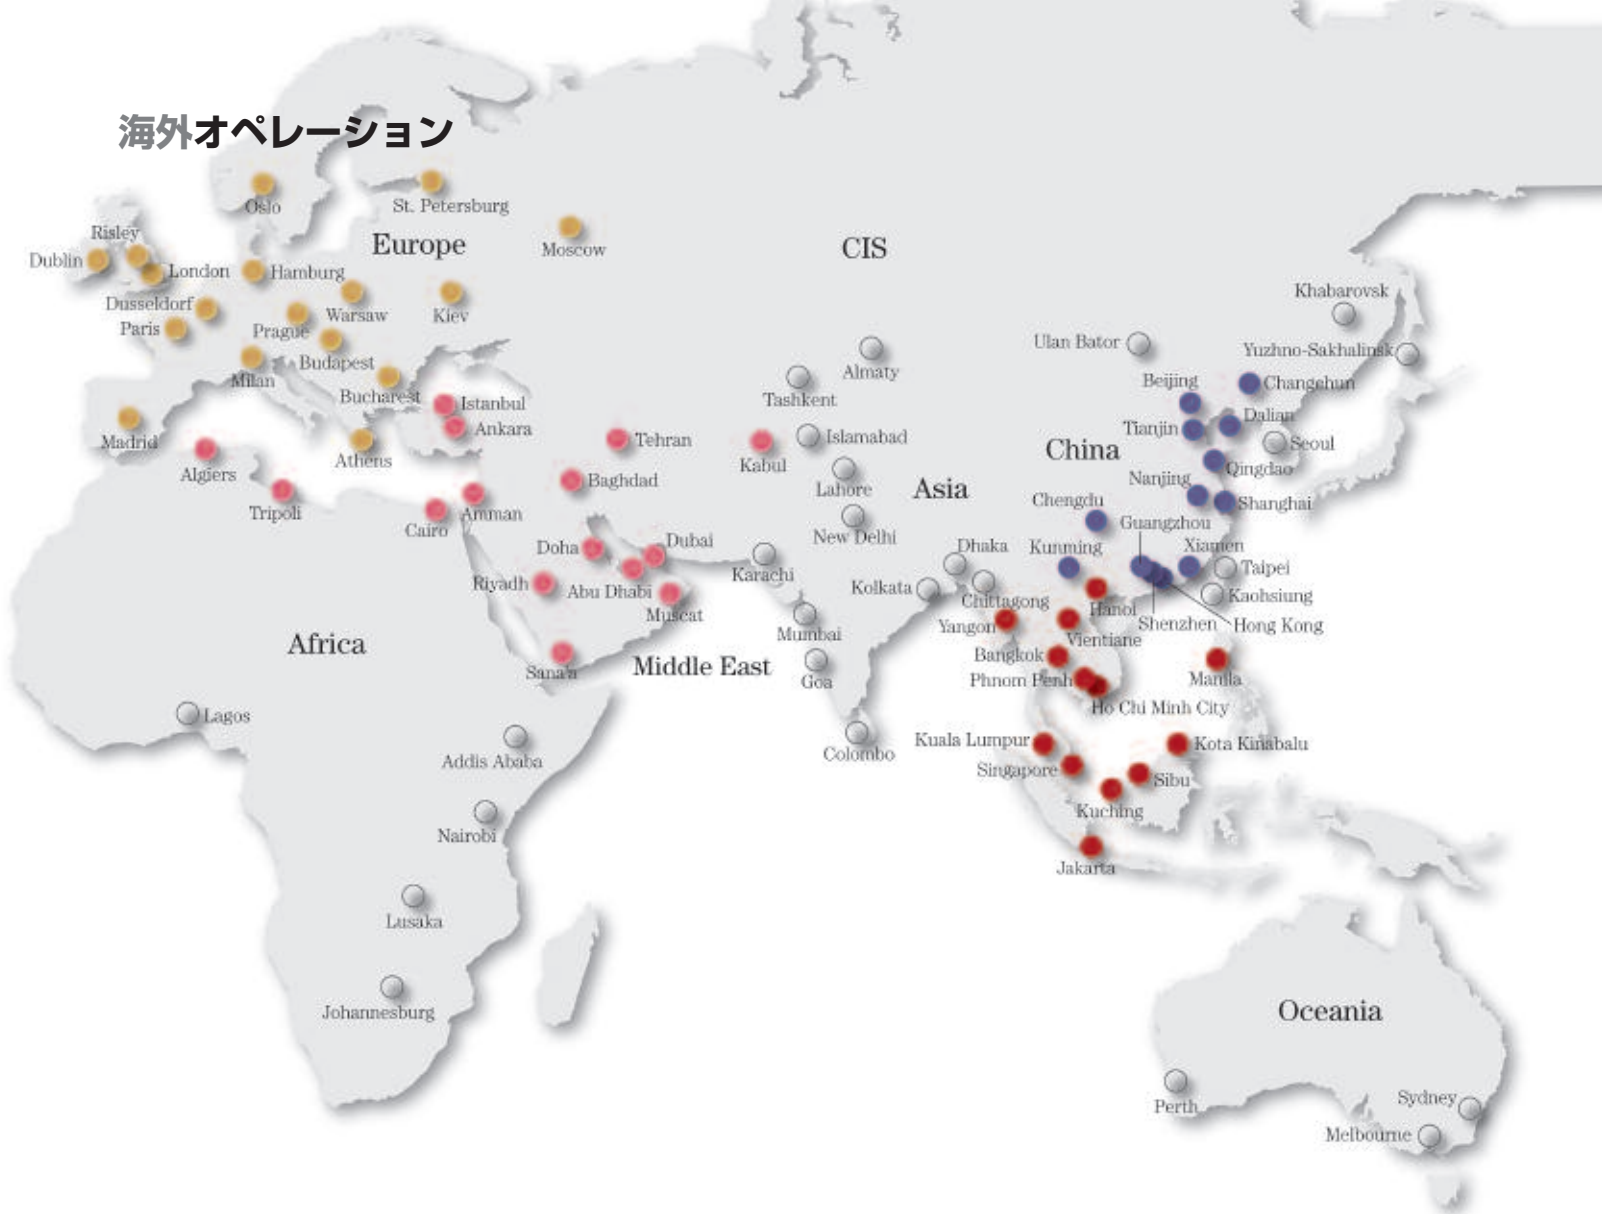 海外オペレーション
Oslo
St. Petersburg
Risley
Europe
Moscow
CIS
Dublin
London
Hamburg
Khabarovsk
Dusseldorf
Paris
Prague
Warsaw
Kiev
Ulan Bator
Yuzhno-Sakhalinsk
Budapest
Milan
Almaty
Beijing
Changchun
Bucharest
Istanbul
Tashkent
Madrid
Ankara
Tehran
Islamabad
Tianjin
Dalian
Seoul
Athens
Kabul
China
Algiers
Baghdad
Lahore
Asia
Nanjing
Qingdao
Tripoli
Cairo
Amman
Chengdu
Shanghai
New Delhi
Guangzhou
Doha
Dubai
Dhaka
Kunming
Xiamen
Riyadh
Abu Dhabi
Karachi
Kolkata
Taipei
Muscat
Chittagong
Hanoi
Kaohsiung
Africa
Mumbai
Yangon
Vientiane
Shenzhen
Hong Kong
Sana'a
Middle East
Goa
Bangkok
Phnom Penh
Manila
Lagos
Ho Chi Minh City
Addis Ababa
Colombo
Kuala Lumpur
Kota Kinabalu
Singapore
Sibu
Nairobi
Kuching
Jakarta
Lusaka
Johannesburg
Oceania
Perth
Sydney
Melbourne